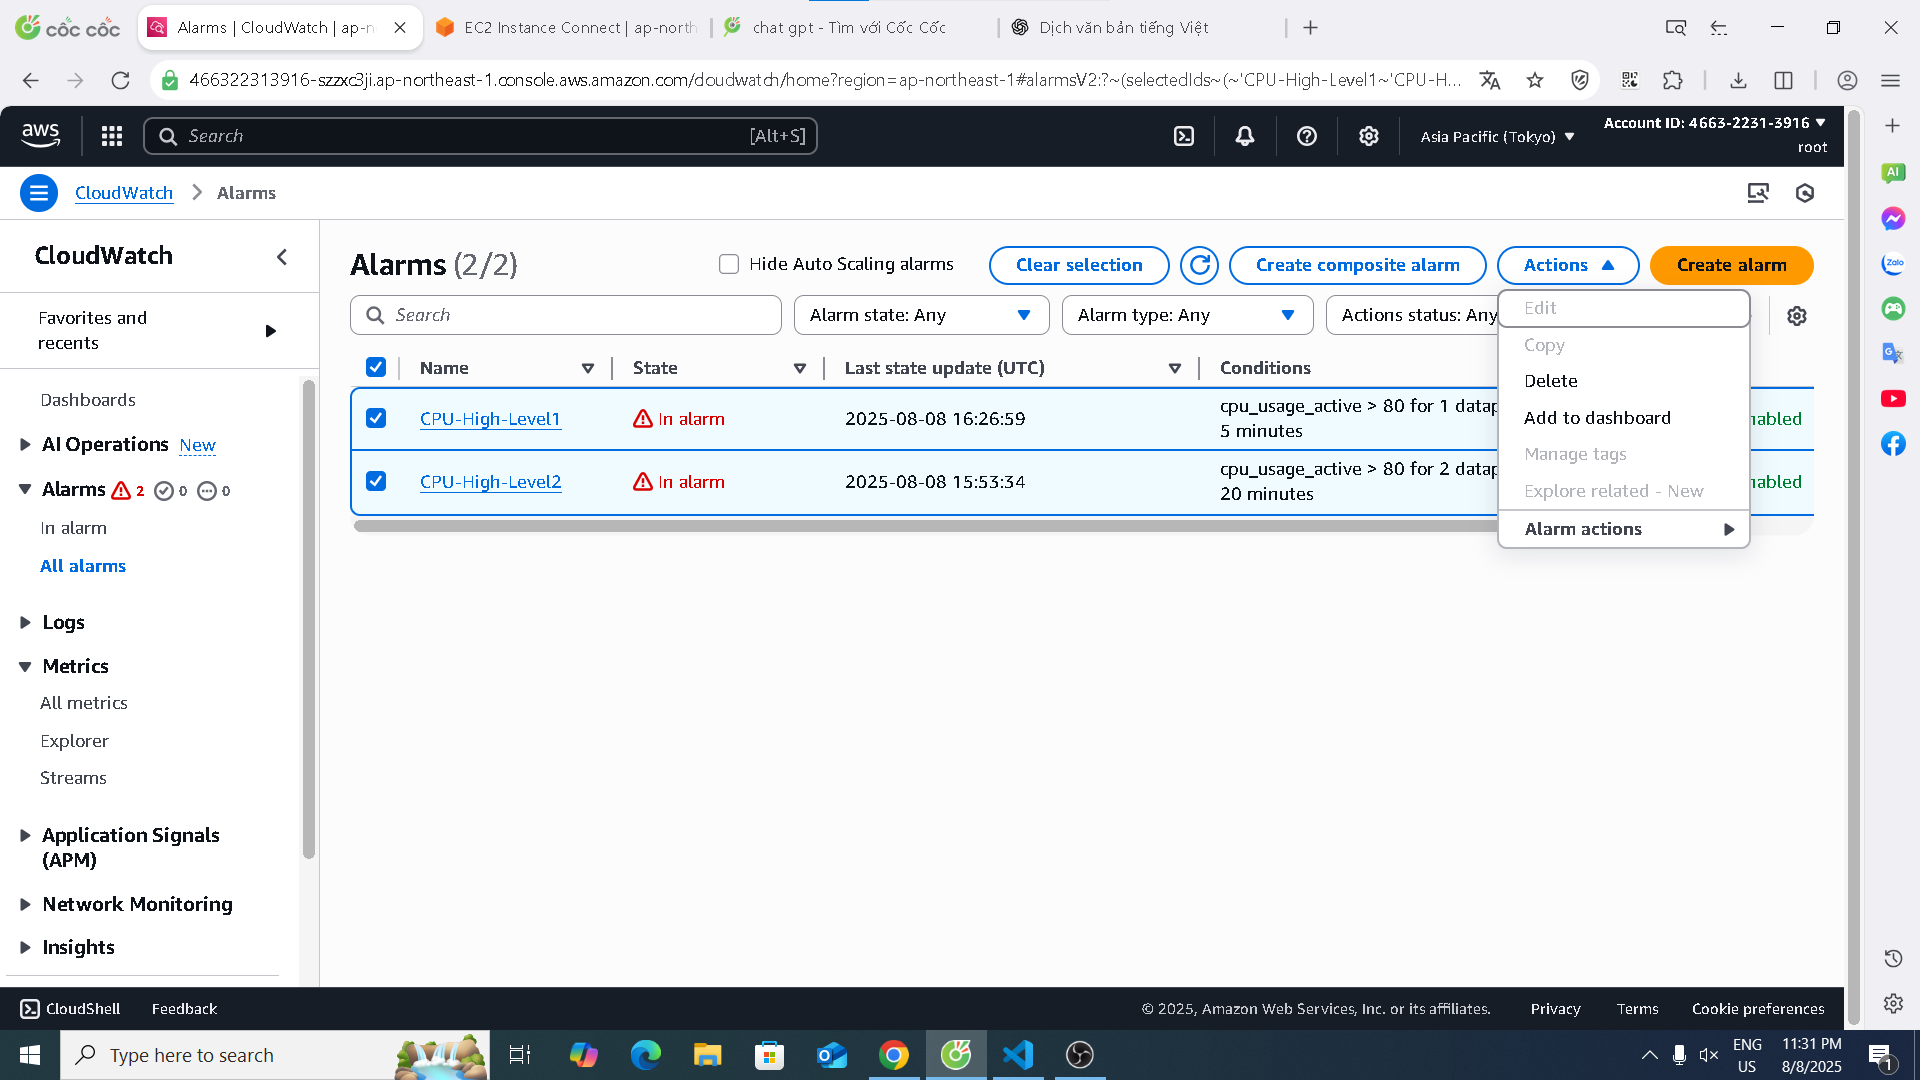 cốc cốc
Alarms | CloudWatch | ap-n
EC2 Instance Connect | ap-north
chat gpt - Tìm với Cốc Cốc
Dịch văn bản tiếng Việt
466322313916-szzxc3ji.ap-northeast-1.console.aws.amazon.com/cloudwatch/home?region=ap-northeast-1#alarmsV2:?~(selectedIds~(~'CPU-High-Level1~'CPU-H...
aws
Search
[Alt+S]
Asia Pacific (Tokyo)
Account ID: 4663-2231-3916
root
CloudWatch
Alarms
CloudWatch
Favorites and
recents
Dashboards
AI Operations New
Alarms 2 0 0
In alarm
All alarms
Logs
Metrics
All metrics
Explorer
Streams
Application Signals
(APM)
Network Monitoring
Insights
Alarms (2/2)
Hide Auto Scaling alarms
Clear selection
Create composite alarm
Actions
Create alarm
Search
Alarm state: Any
Alarm type: Any
Actions status: Any
Name
State
Last state update (UTC)
Conditions
CPU-High-Level1
In alarm
2025-08-08 16:26:59
cpu_usage_active > 80 for 1 datap
5 minutes
nabled
CPU-High-Level2
In alarm
2025-08-08 15:53:34
cpu_usage_active > 80 for 2 datap
20 minutes
nabled
Edit
Copy
Delete
Add to dashboard
Manage tags
Explore related - New
Alarm actions
AI
Zalo
CloudShell
Feedback
© 2025, Amazon Web Services, Inc. or its affiliates.
Privacy
Terms
Cookie preferences
Type here to search
ENG
US
11:31 PM
8/8/2025
1